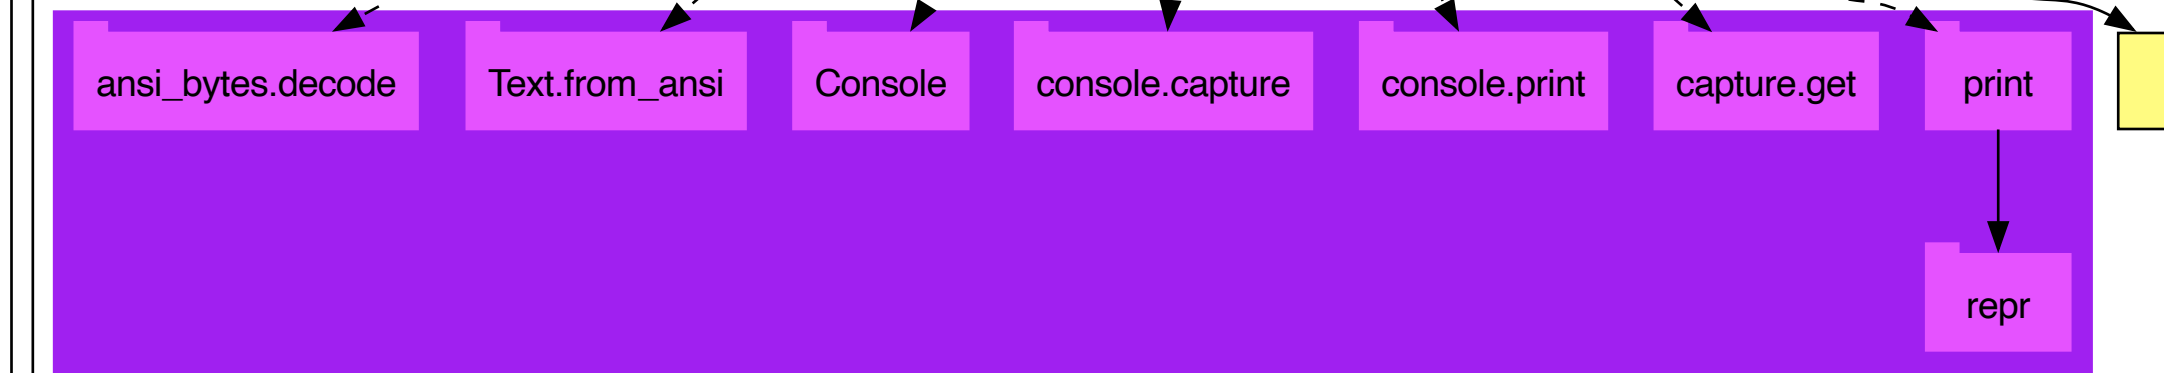 ansi_bytes.decode
Text.from_ansi
Console
console.capture
console.print
capture.get
print
repr